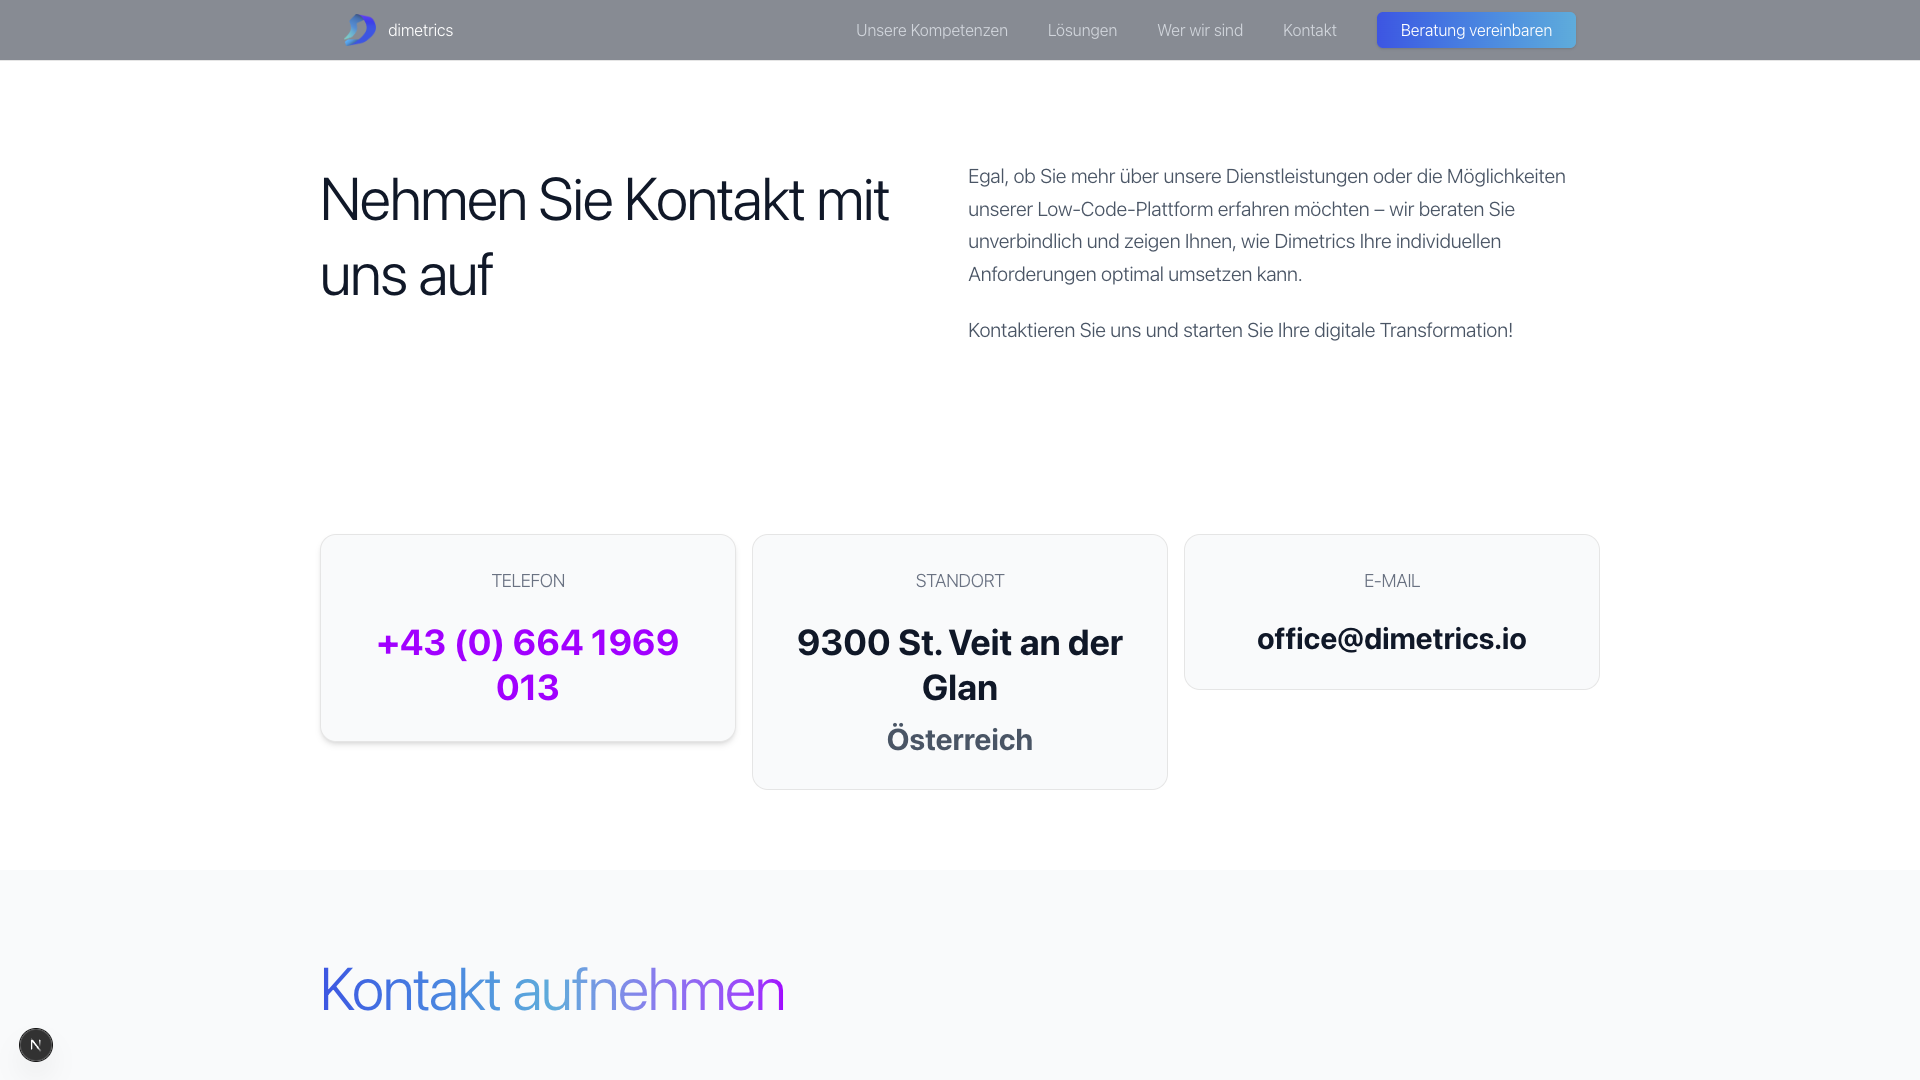 dimetrics
Unsere Kompetenzen
Lösungen
Wer wir sind
Kontakt
Beratung vereinbaren
Nehmen Sie Kontakt mit
uns auf
Egal, ob Sie mehr über unsere Dienstleistungen oder die Möglichkeiten
unserer Low-Code-Plattform erfahren möchten – wir beraten Sie
unverbindlich und zeigen Ihnen, wie Dimetrics Ihre individuellen
Anforderungen optimal umsetzen kann.
Kontaktieren Sie uns und starten Sie Ihre digitale Transformation!
TELEFON
+43 (0) 664 1969
013
STANDORT
9300 St. Veit an der
Glan
Österreich
E-MAIL
office@dimetrics.io
Kontakt aufnehmen
N